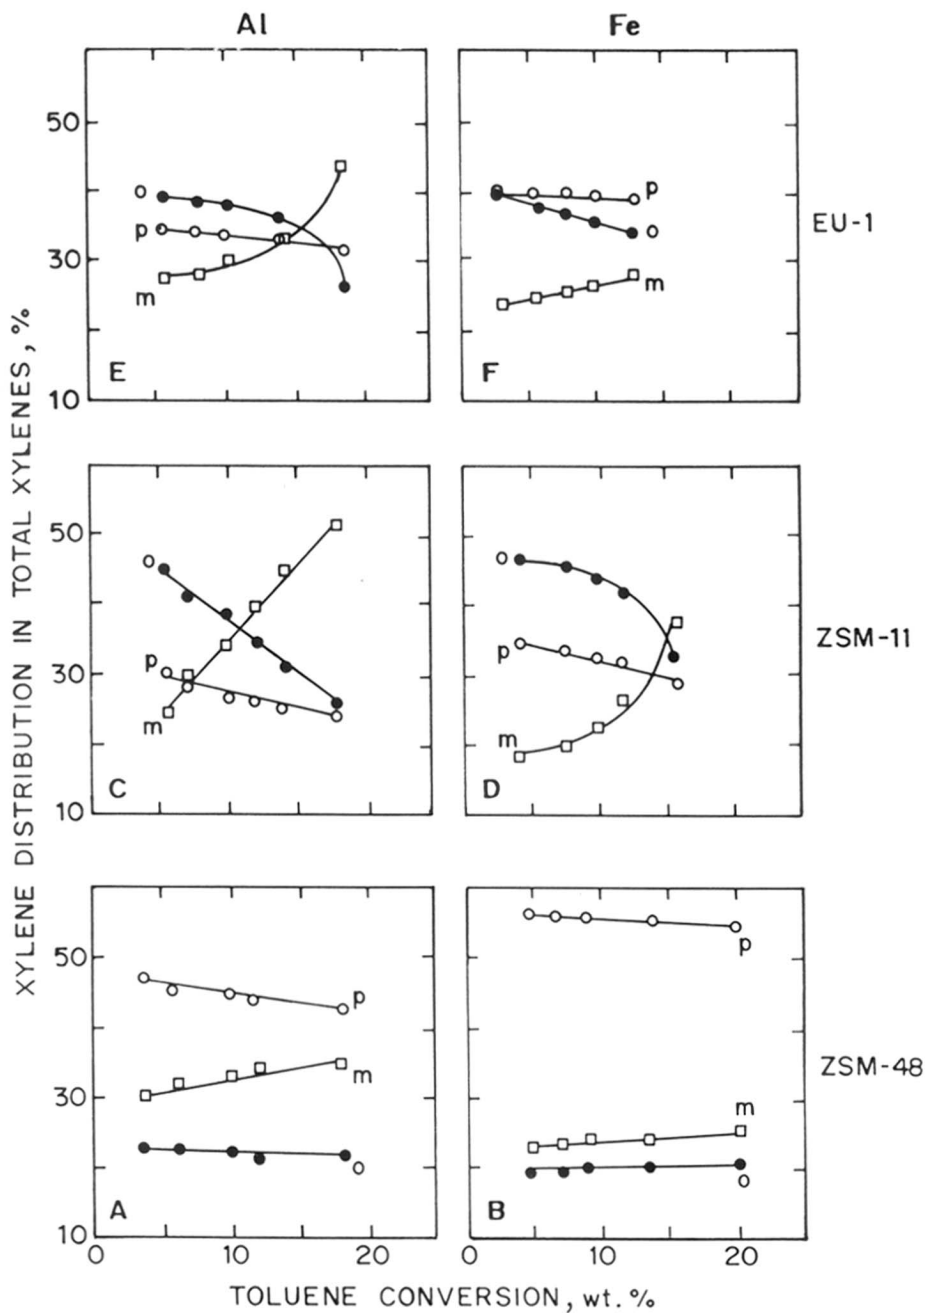 Al Fe
50
30
10
o
p
m
E
p
o
m
F
EU-1
50
30
10
o
p
m
C
o
p
m
D
ZSM-11
50
30
10
p
m
o
A
p
m
o
B
ZSM-48
0 10 20 0 10 20
TOLUENE CONVERSION, wt. %
XYLENE DISTRIBUTION IN TOTAL XYLENES, %